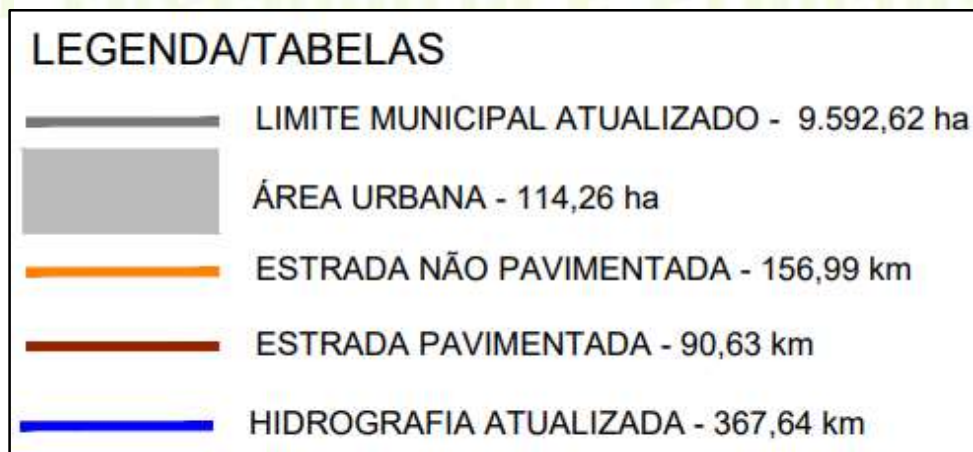 LEGENDA/TABELAS
LIMITE MUNICIPAL ATUALIZADO - 9.592,62 ha
ÁREA URBANA - 114,26 ha
ESTRADA NÃO PAVIMENTADA - 156,99 km
ESTRADA PAVIMENTADA - 90,63 km
HIDROGRAFIA ATUALIZADA - 367,64 km